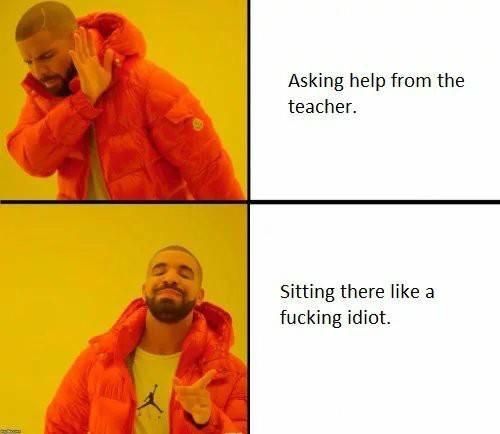 Asking help from the
teacher.
Sitting there like a
fucking idiot.